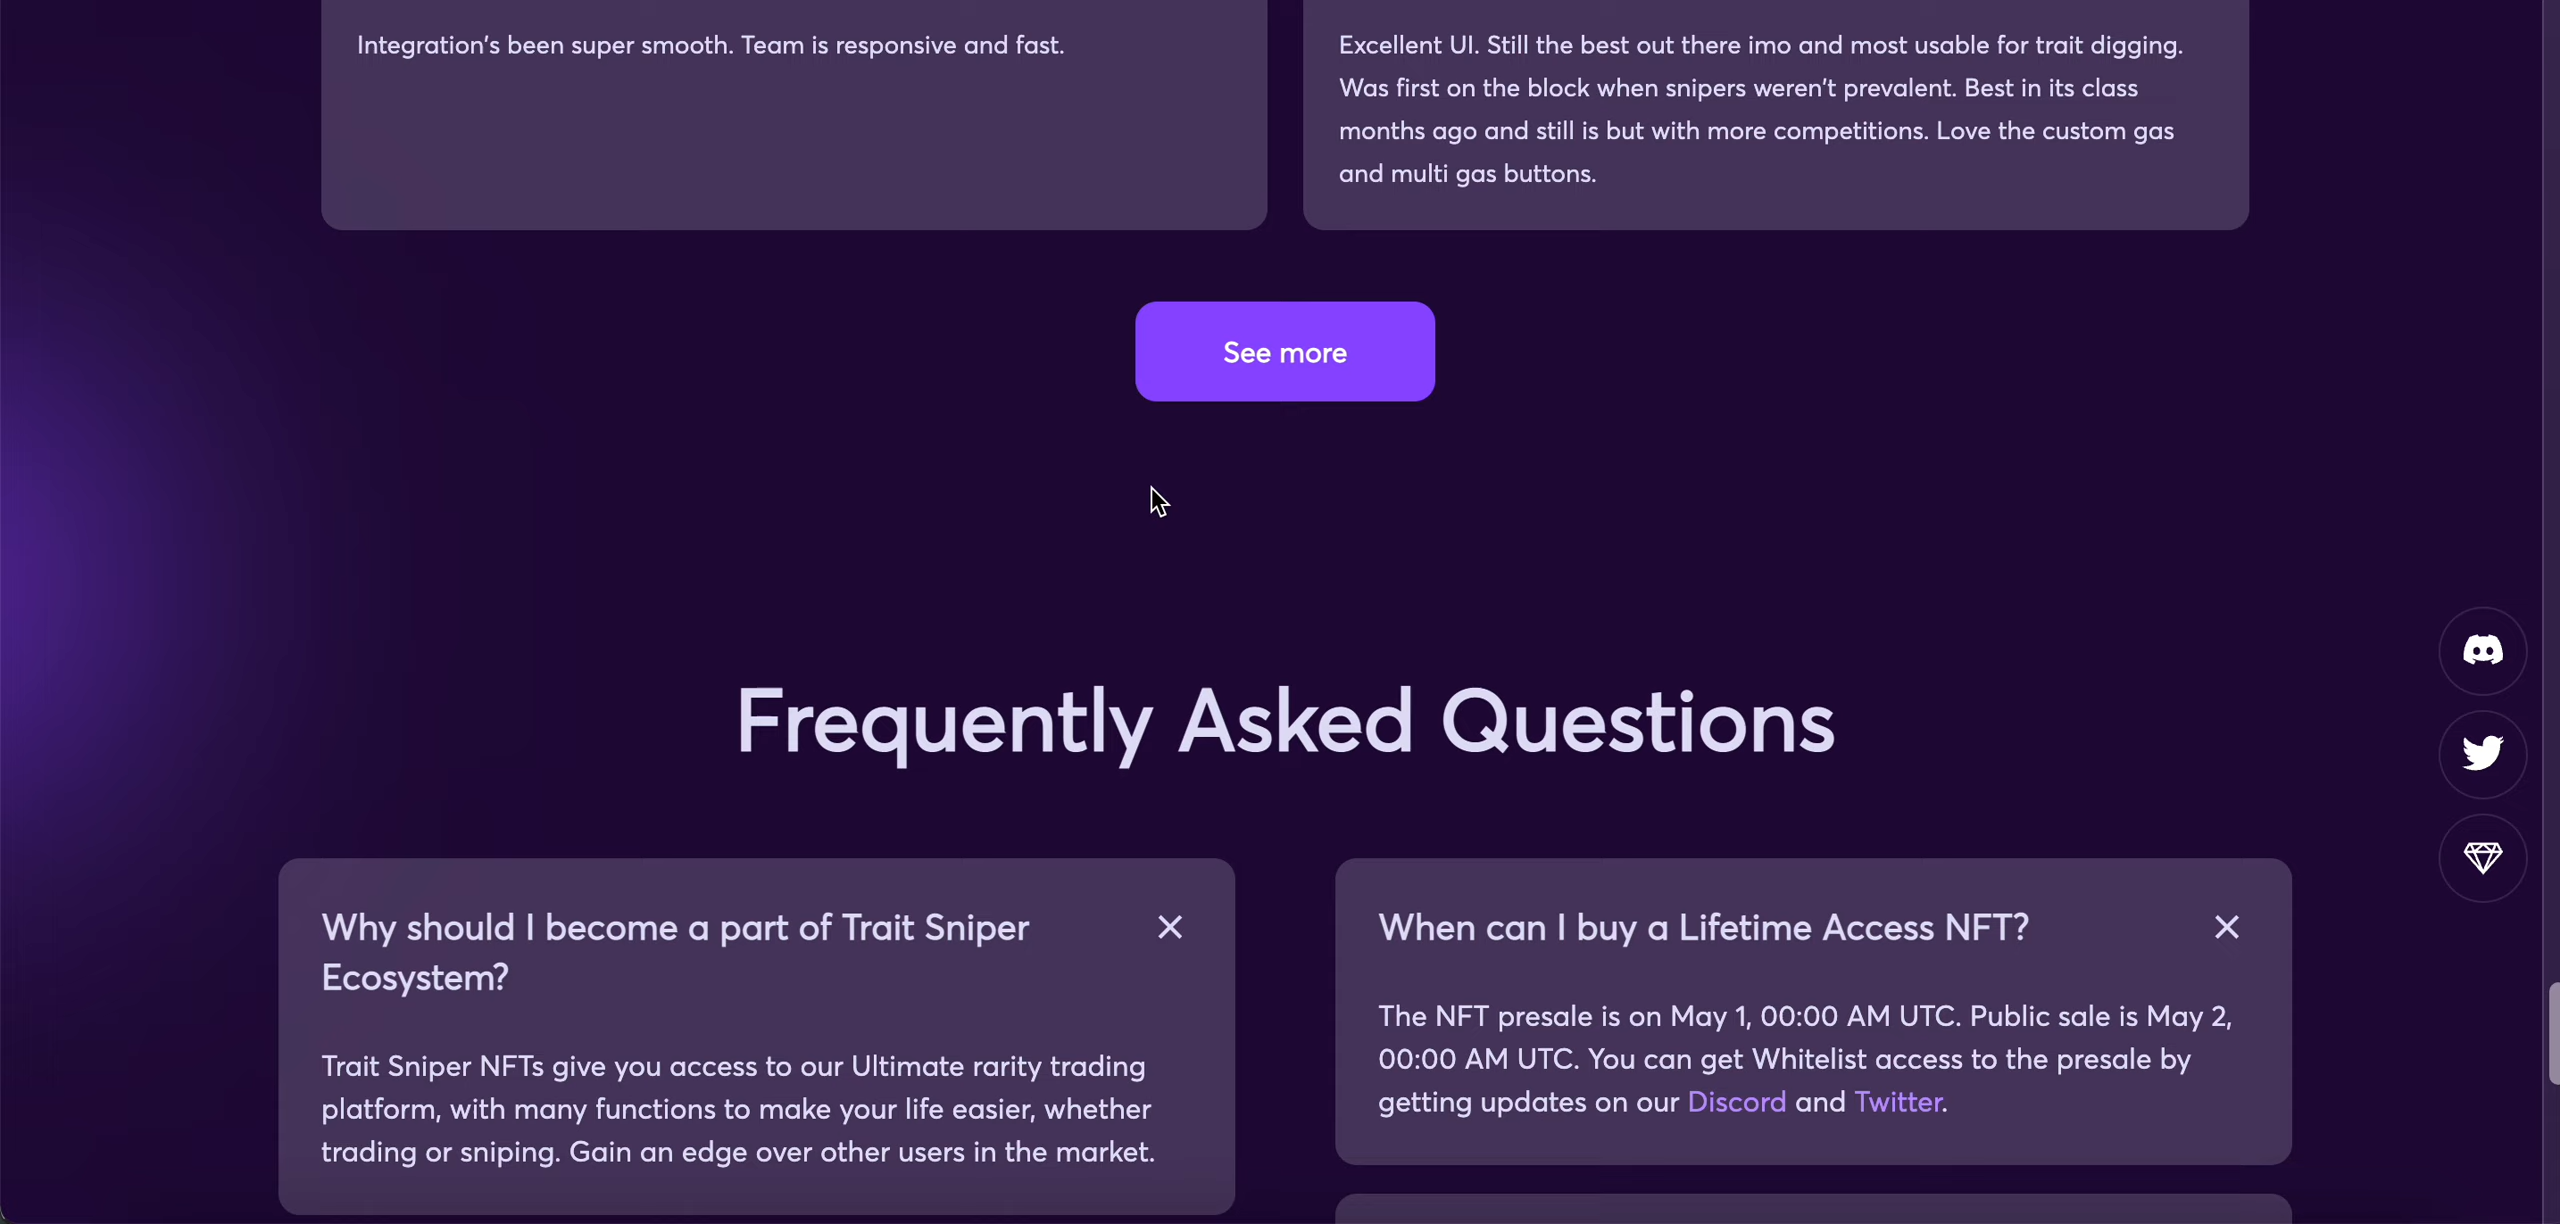 Integration's been super smooth. Team is responsive and fast.
Excellent UI. Still the best out there imo and most usable for trait digging.
Was first on the block when snipers weren't prevalent. Best in its class
months ago and still is but with more competitions. Love the custom gas
and multi gas buttons.
See more
Frequently Asked Questions
Why should I become a part of Trait Sniper
Ecosystem?
Trait Sniper NFTs give you access to our Ultimate rarity trading
platform, with many functions to make your life easier, whether
trading or sniping. Gain an edge over other users in the market.
When can I buy a Lifetime Access NFT?
The NFT presale is on May 1, 00:00 AM UTC. Public sale is May 2,
00:00 AM UTC. You can get Whitelist access to the presale by
getting updates on our Discord and Twitter.